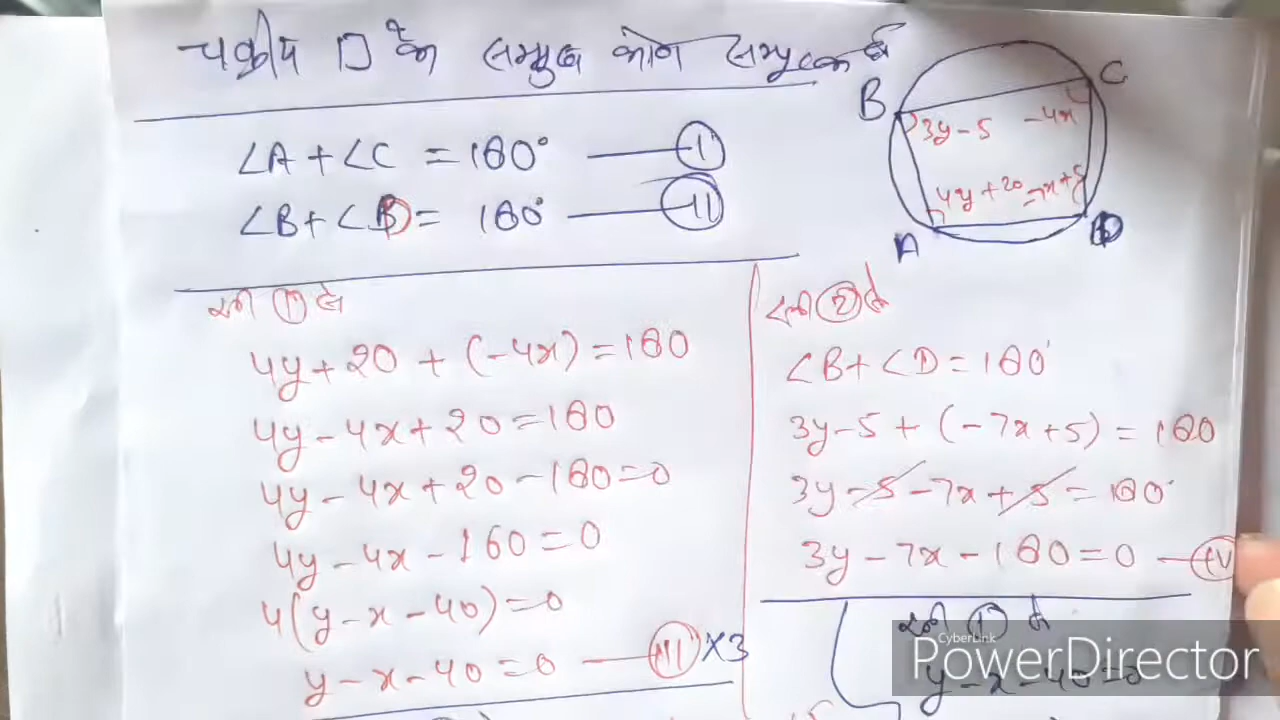 चक्रीय □ के सम्मुख कोण सम्पूरक है
∠A + ∠C = 180° —— I
∠B + ∠D = 180° —— II
B
C
3y-5
-4x
4y+20
-7x+5
A
D
समी ① से
4y+20 + (-4x) = 180
4y-4x+20 = 180
4y-4x+20-180=0
4y-4x-160=0
4(y-x-40)=0
y-x-40=0 —— III ×3
समी ② से
∠B+∠D=180°
3y-5+(-7x+5) = 180
3y-5-7x+5 = 180°
3y-7x-180=0 —— IV
समी ① से
y-x-40=0
CyberLink
PowerDirector